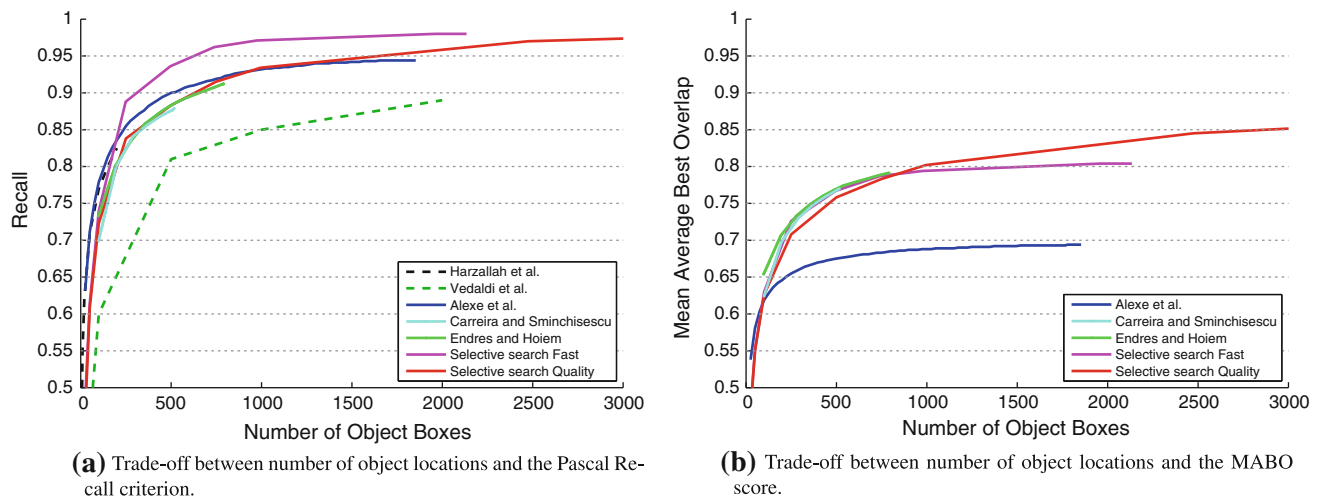 1
0.95
0.9
0.85
0.8
0.75
0.7
0.65
0.6
0.55
0.5
Recall
0 500 1000 1500 2000 2500 3000
Number of Object Boxes
Harzallah et al.
Vedaldi et al.
Alexe et al.
Carreira and Sminchisescu
Endres and Hoiem
Selective search Fast
Selective search Quality
(a) Trade-off between number of object locations and the Pascal Re-
call criterion.
1
0.95
0.9
0.85
0.8
0.75
0.7
0.65
0.6
0.55
0.5
Mean Average Best Overlap
0 500 1000 1500 2000 2500 3000
Number of Object Boxes
Alexe et al.
Carreira and Sminchisescu
Endres and Hoiem
Selective search Fast
Selective search Quality
(b) Trade-off between number of object locations and the MABO
score.